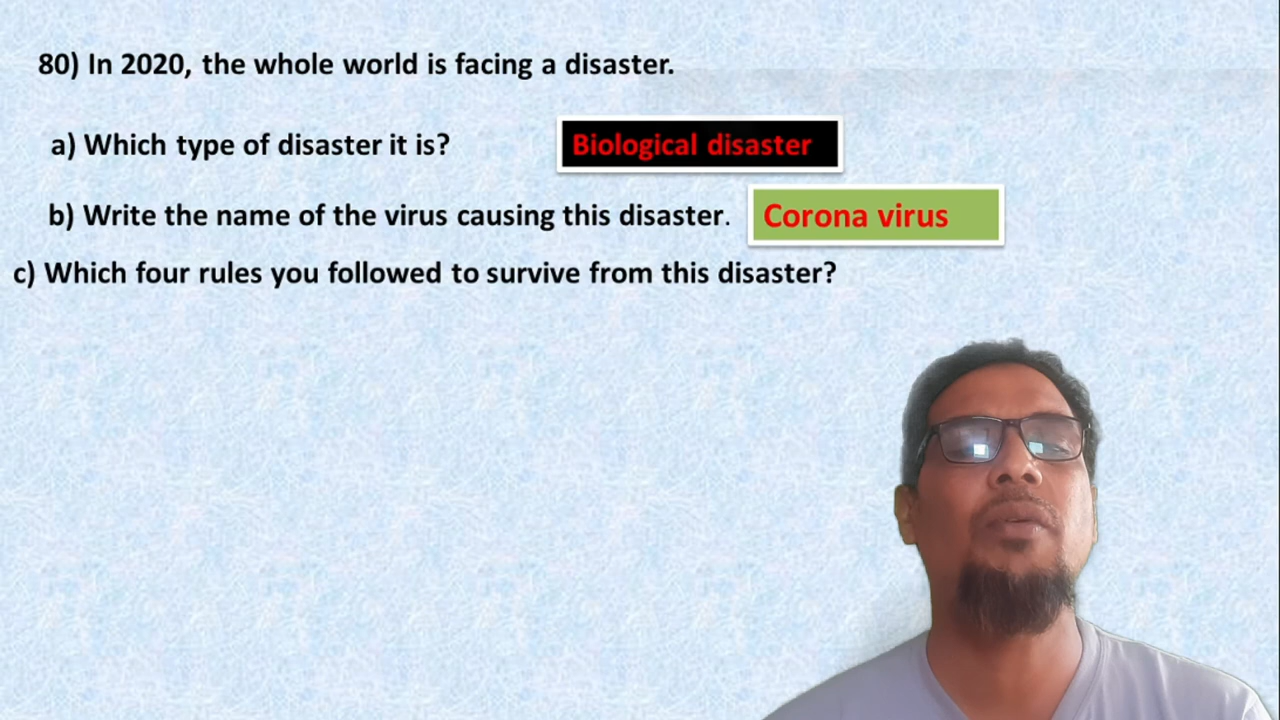 80) In 2020, the whole world is facing a disaster.
a) Which type of disaster it is? Biological disaster
b) Write the name of the virus causing this disaster. Corona virus
c) Which four rules you followed to survive from this disaster?